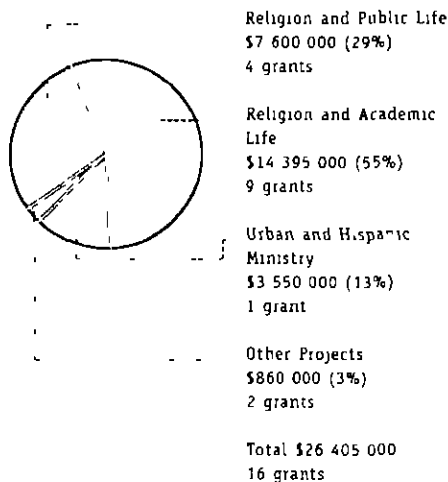 Religion and Public Life
$7 600 000 (29%)
4 grants
Religion and Academic
Life
$14 395 000 (55%)
9 grants
Urban and Hispanic
Ministry
$3 550 000 (13%)
1 grant
Other Projects
$860 000 (3%)
2 grants
Total $26 405 000
16 grants